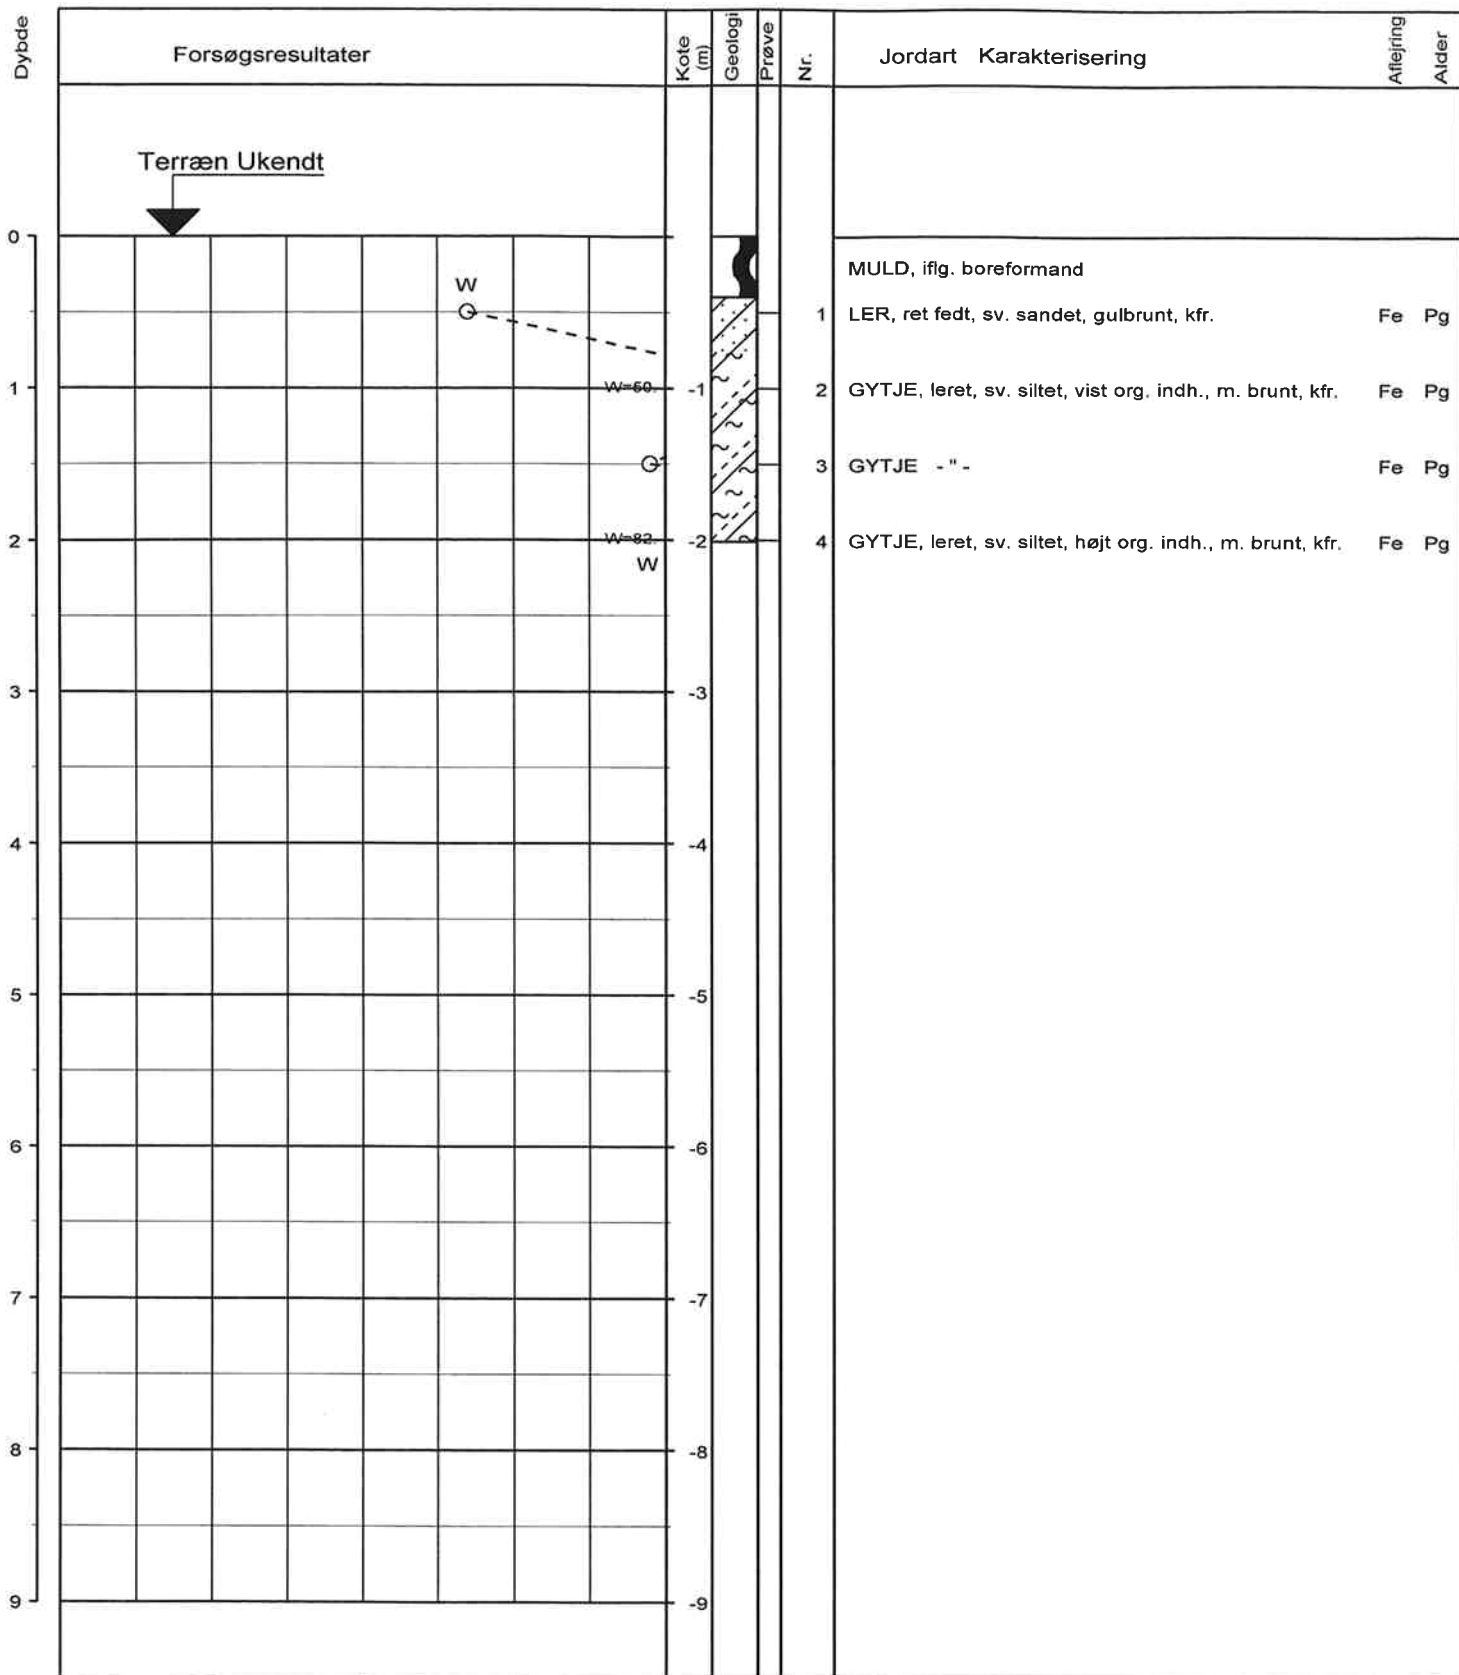 Dybde
Forsøgsresultater
Kote (m)
Geologi
Prøve
Nr.
Jordart Karakterisering
Aflejring
Alder
Terræn Ukendt
0
MULD, iflg. boreformand
W
1 LER, ret fedt, sv. sandet, gulbrunt, kfr. Fe Pg
1 W=60. -1 2 GYTJE, leret, sv. siltet, vist org. indh., m. brunt, kfr. Fe Pg
3 GYTJE - " - Fe Pg
2 W=82. -2 4 GYTJE, leret, sv. siltet, højt org. indh., m. brunt, kfr. Fe Pg
W
3 -3
4 -4
5 -5
6 -6
7 -7
8 -8
9 -9